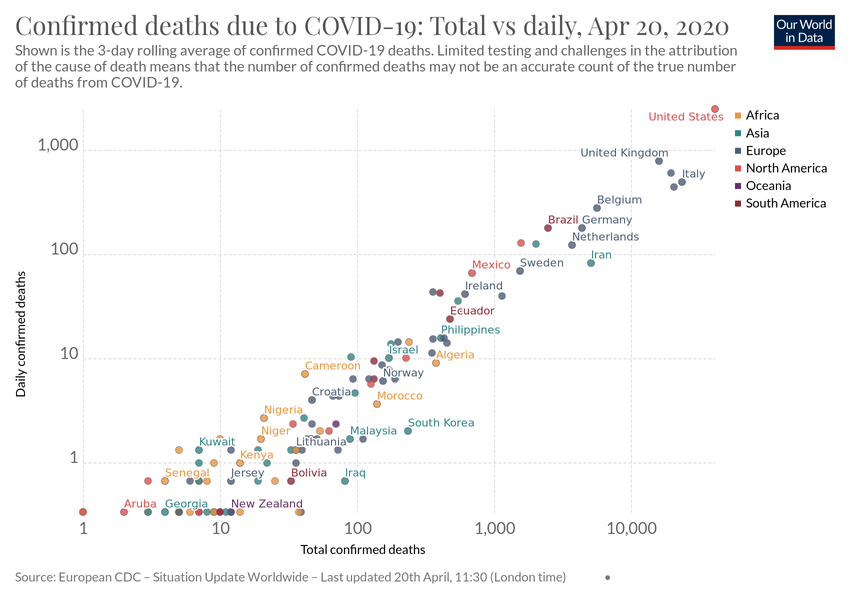 Confirmed deaths due to COVID-19: Total vs daily, Apr 20, 2020
Our World
in Data
Shown is the 3-day rolling average of confirmed COVID-19 deaths. Limited testing and challenges in the attribution
of the cause of death means that the number of confirmed deaths may not be an accurate count of the true number
of deaths from COVID-19.
United States
Africa
Asia
Europe
North America
Oceania
South America
1,000
United Kingdom
Italy
Belgium
Brazil
Germany
Netherlands
100
Iran
Sweden
Mexico
Ireland
Ecuador
Philippines
Israel
10
Algeria
Cameroon
Norway
Croatia
Morocco
Nigeria
South Korea
Niger
Malaysia
Kuwait
Lithuania
Kenya
1
Senegal
Jersey
Bolivia
Iraq
Aruba
Georgia
New Zealand
Daily confirmed deaths
1
10
100
1,000
10,000
Total confirmed deaths
Source: European CDC – Situation Update Worldwide – Last updated 20th April, 11:30 (London time)